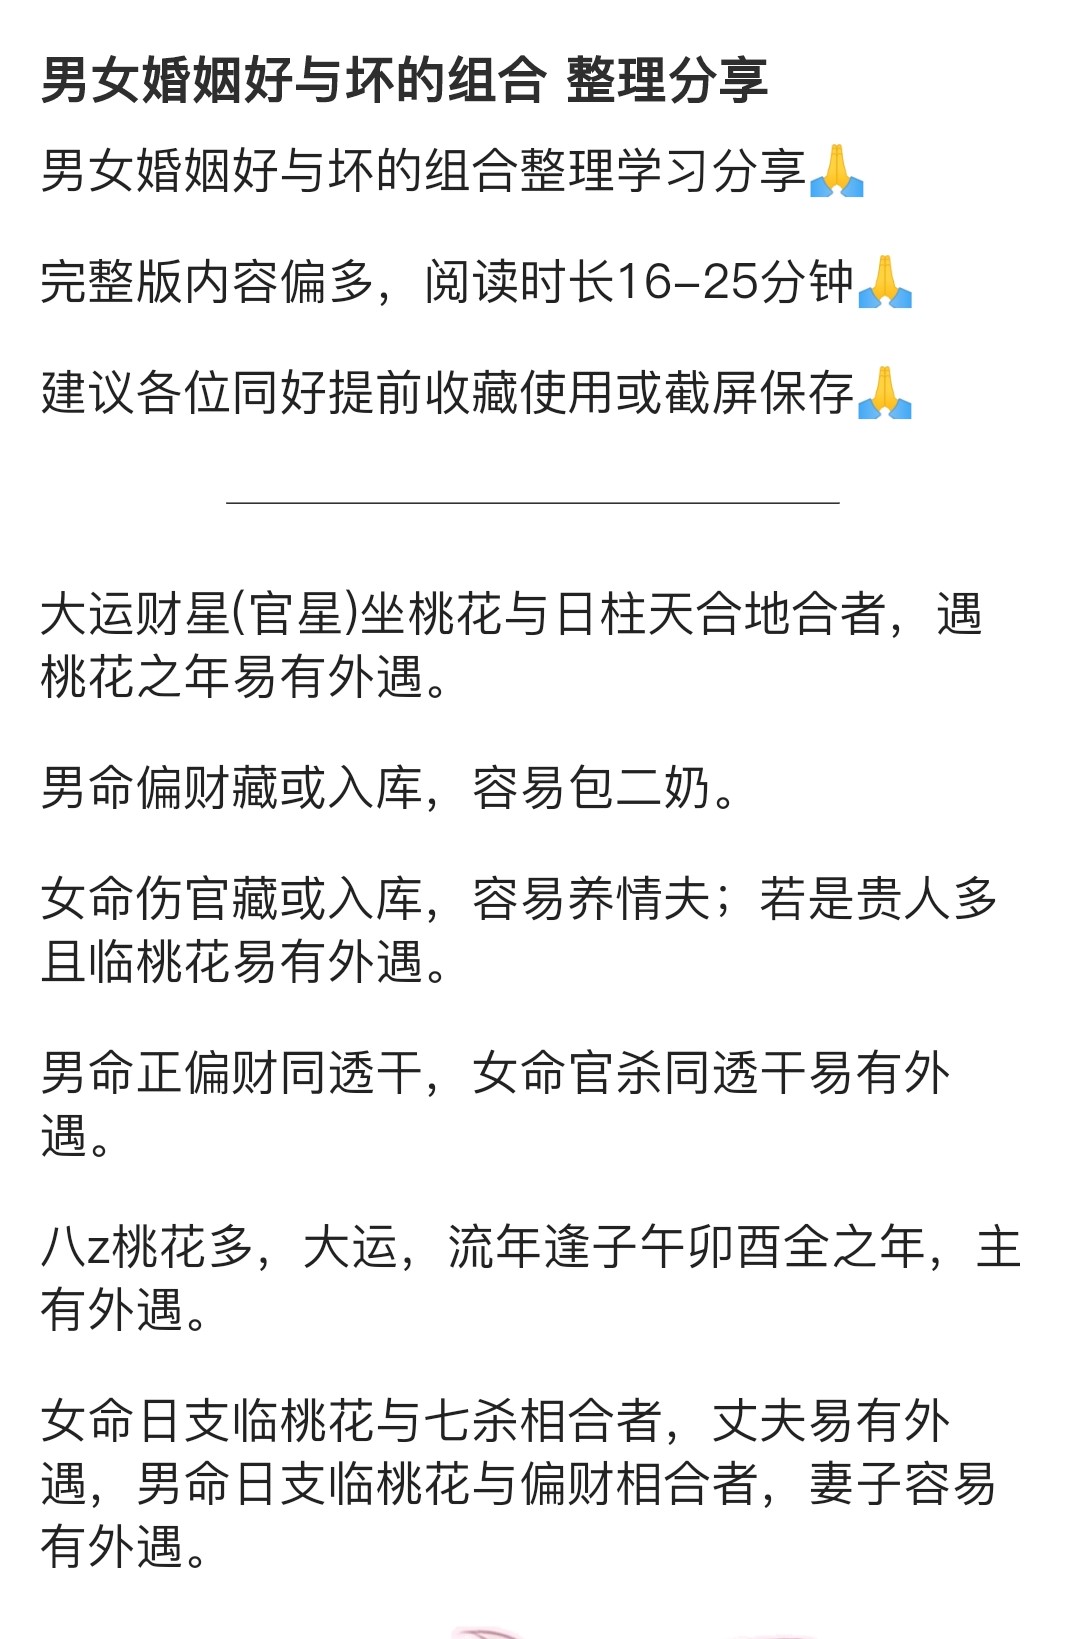 男女婚姻好与坏的组合 整理分享
男女婚姻好与坏的组合整理学习分享🙏
完整版内容偏多，阅读时长16-25分钟🙏
建议各位同好提前收藏使用或截屏保存🙏
大运财星(官星)坐桃花与日柱天合地合者，遇
桃花之年易有外遇。
男命偏财藏或入库，容易包二奶。
女命伤官藏或入库，容易养情夫；若是贵人多
且临桃花易有外遇。
男命正偏财同透干，女命官杀同透干易有外
遇。
八z桃花多，大运，流年逢子午卯酉全之年，主
有外遇。
女命日支临桃花与七杀相合者，丈夫易有外
遇，男命日支临桃花与偏财相合者，妻子容易
有外遇。